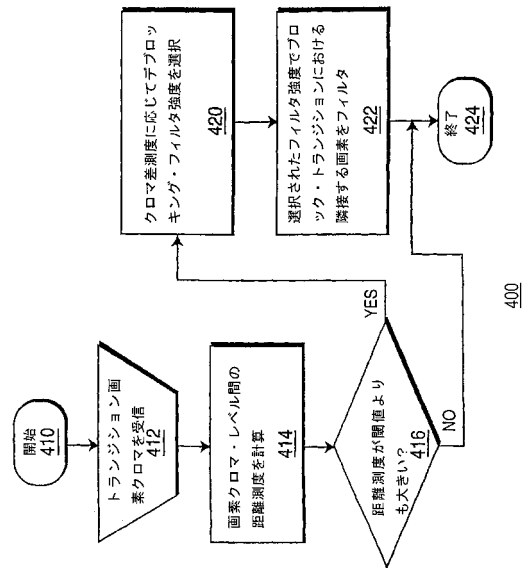 開始
410
トランジション画
素クロマを受信
412
画素クロマ・レベル間の
距離測度を計算
414
距離測度が閾値より
も大きい?
416
YES
NO
クロマ差測度に応じてデブロッ
キング・フィルタ強度を選択
420
選択されたフィルタ強度でブロ
ック・トランジションにおける
隣接する画素をフィルタ
422
終了
424
400